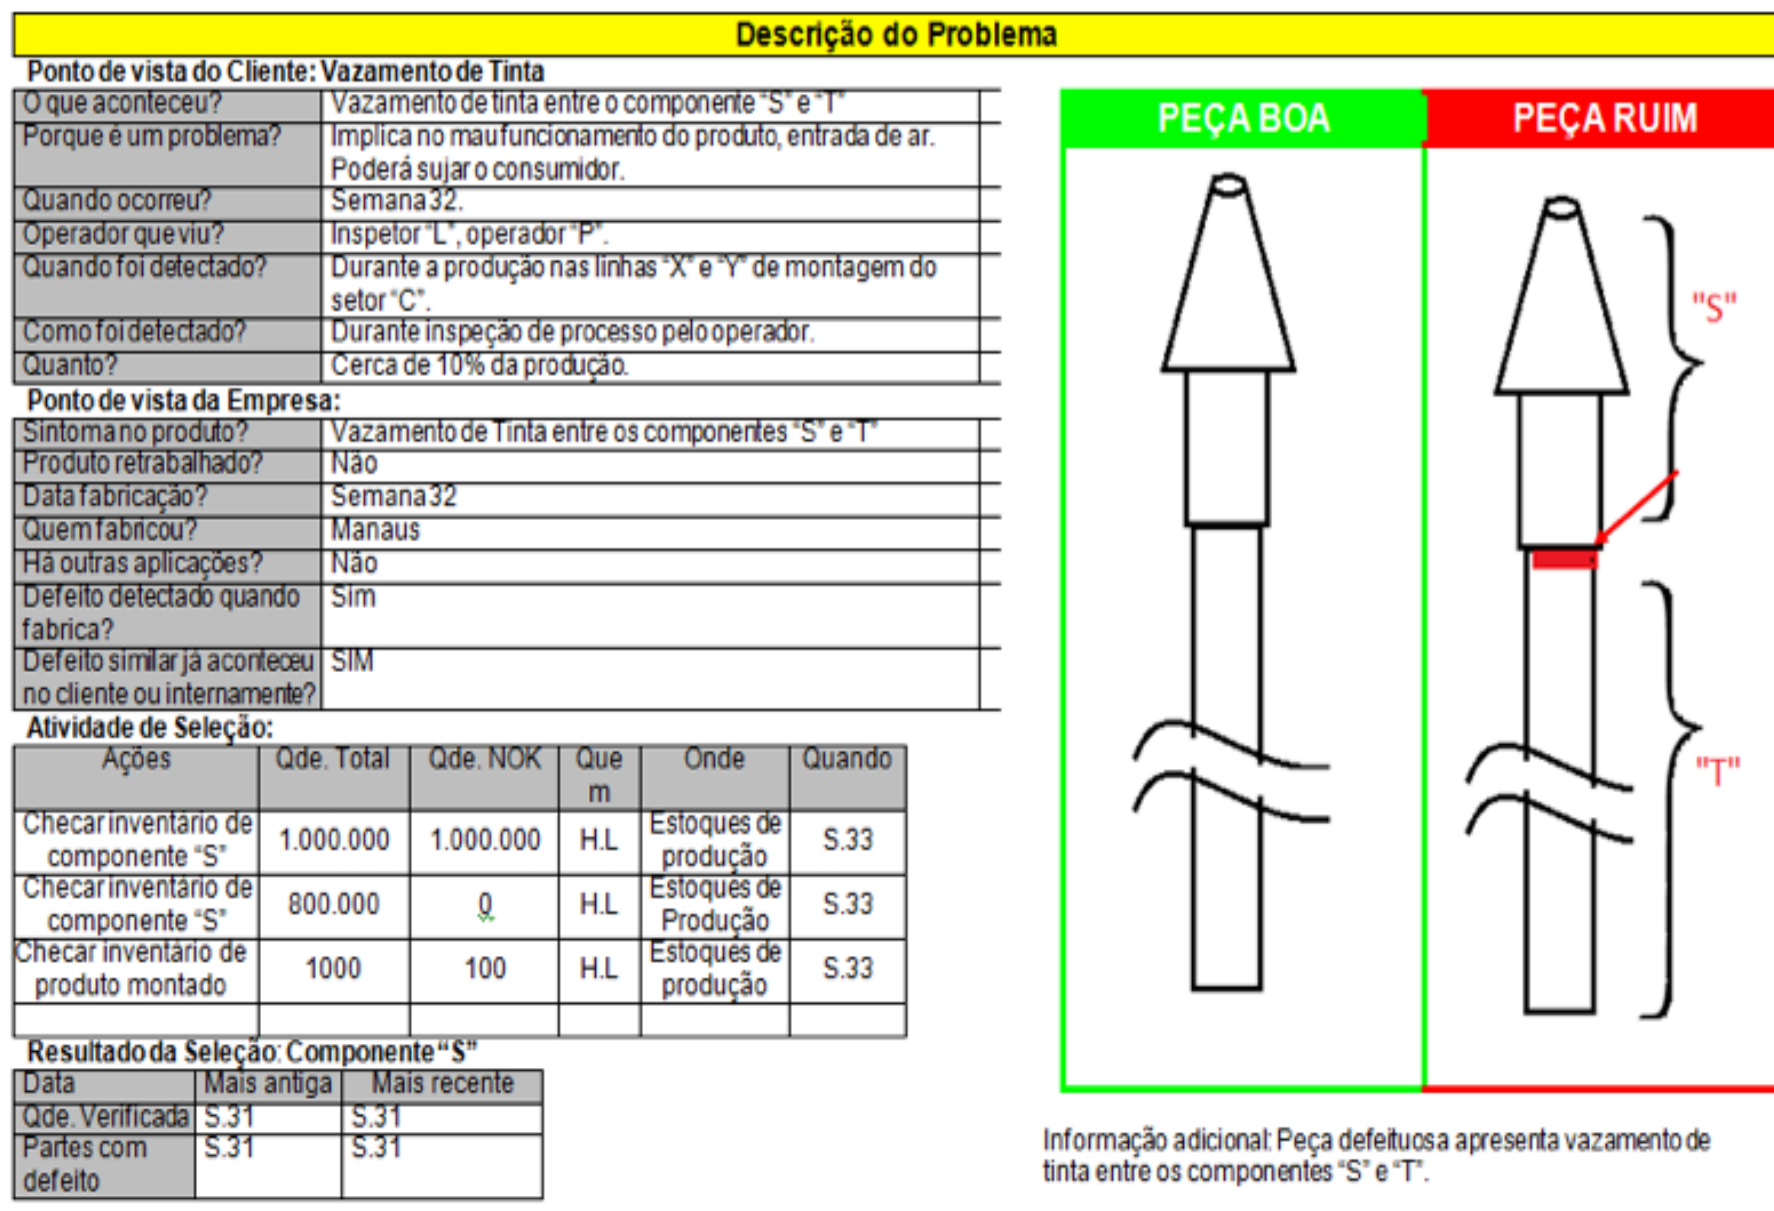 Descrição do Problema
Ponto de vista do Cliente: Vazamento de Tinta
O que aconteceu? Vazamento de tinta entre o componente “S” e “T”
Porque é um problema? Implica no mau funcionamento do produto, entrada de ar.
Poderá sujar o consumidor.
Quando ocorreu? Semana 32.
Operador que viu? Inspetor “L”, operador “P”.
Quando foi detectado? Durante a produção nas linhas “X” e “Y” de montagem do
setor “C”.
Como foi detectado? Durante inspeção de processo pelo operador.
Quanto? Cerca de 10% da produção.
Ponto de vista da Empresa:
Sintoma no produto? Vazamento de Tinta entre os componentes “S” e “T”
Produto retrabalhado? Não
Data fabricação? Semana 32
Quem fabricou? Manaus
Há outras aplicações? Não
Defeito detectado quando Sim
fabrica?
Defeito similar já aconteceu SIM
no cliente ou internamente?
Atividade de Seleção:
Ações Qde. Total Qde. NOK Que Onde Quando
m
Checar inventário de
componente “S” 1.000.000 1.000.000 H.L Estoques de
produção S.33
Checar inventário de
componente “S” 800.000 0 H.L Estoques de
Produção S.33
Checar inventário de
produto montado 1000 100 H.L Estoques de
produção S.33
Resultado da Seleção: Componente “S”
Data Mais antiga Mais recente
Qde. Verificada S.31 S.31
Partes com S.31 S.31
defeito
PEÇA BOA PEÇA RUIM
"S"
"T"
Informação adicional: Peça defeituosa apresenta vazamento de
tinta entre os componentes “S” e “T”.